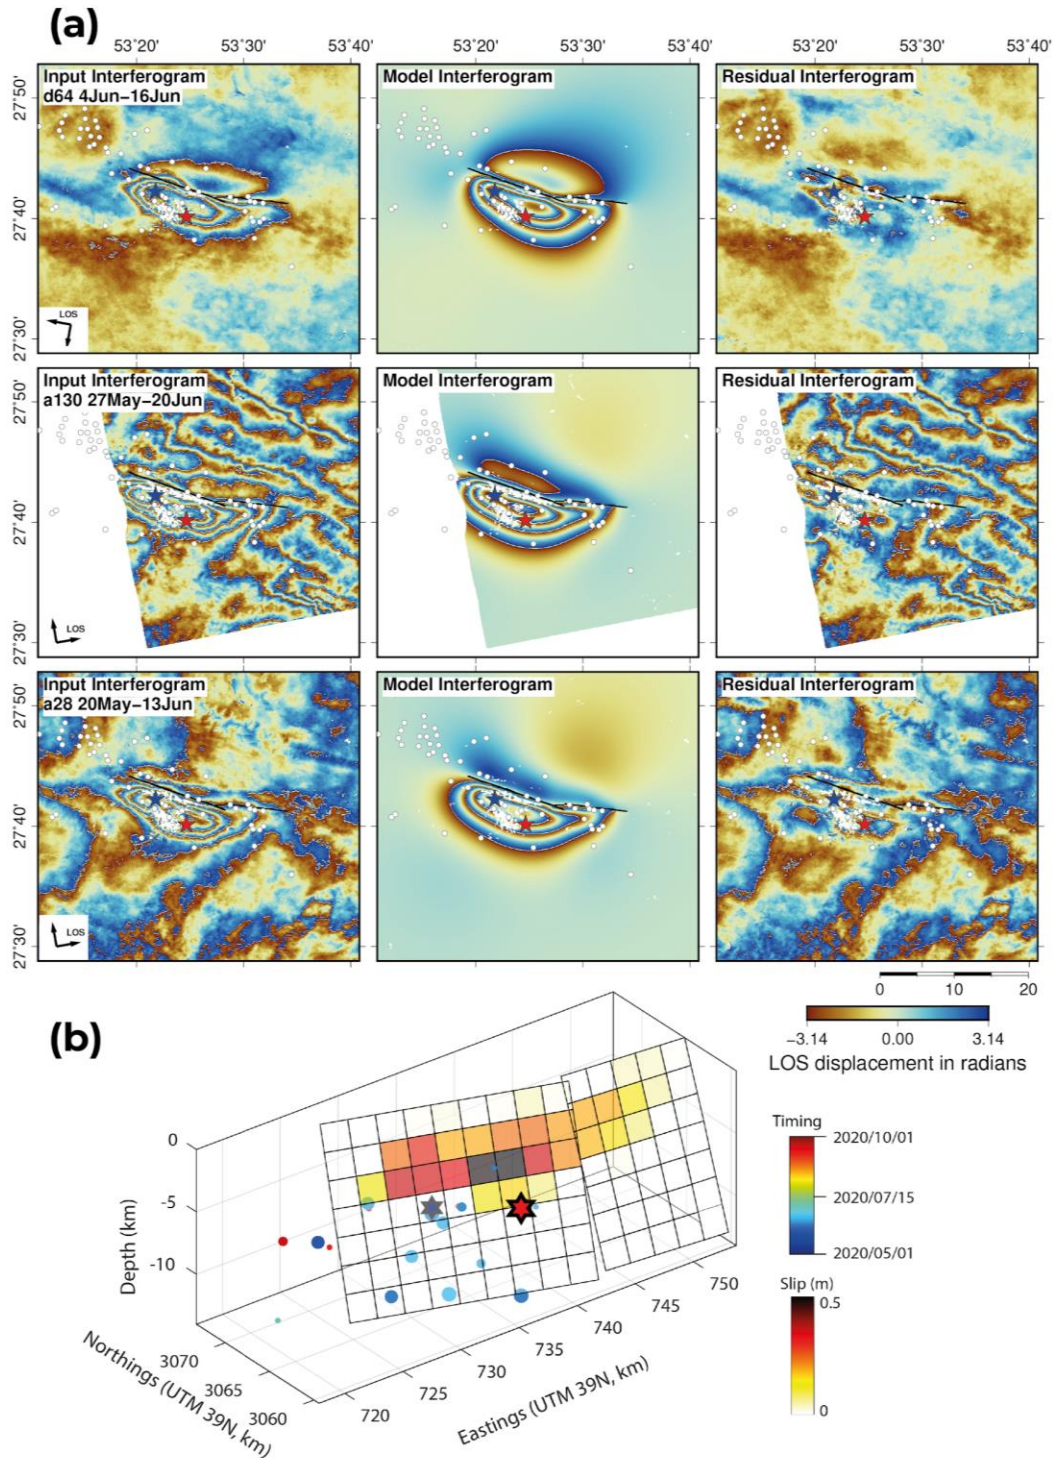 (a)
53°20' 53°30' 53°20' 53°30' 53°20' 53°30' 53°40'
27°50'
27°40'
27°30'
Input Interferogram
d64 4Jun−16Jun
LOS
Model Interferogram
Residual Interferogram
27°50'
27°40'
27°30'
Input Interferogram
a130 27May−20Jun
LOS
Model Interferogram
Residual Interferogram
27°50'
27°40'
27°30'
Input Interferogram
a28 20May−13Jun
LOS
Model Interferogram
Residual Interferogram
0 10 20
−3.14 0.00 3.14
LOS displacement in radians
(b)
0
-5
-10
Depth (km)
3070
3065
3060
Northings (UTM 39N, km)
720
725
730
735
740
745
750
Eastings (UTM 39N, km)
Timing
2020/10/01
2020/07/15
2020/05/01
Slip (m)
0.5
0